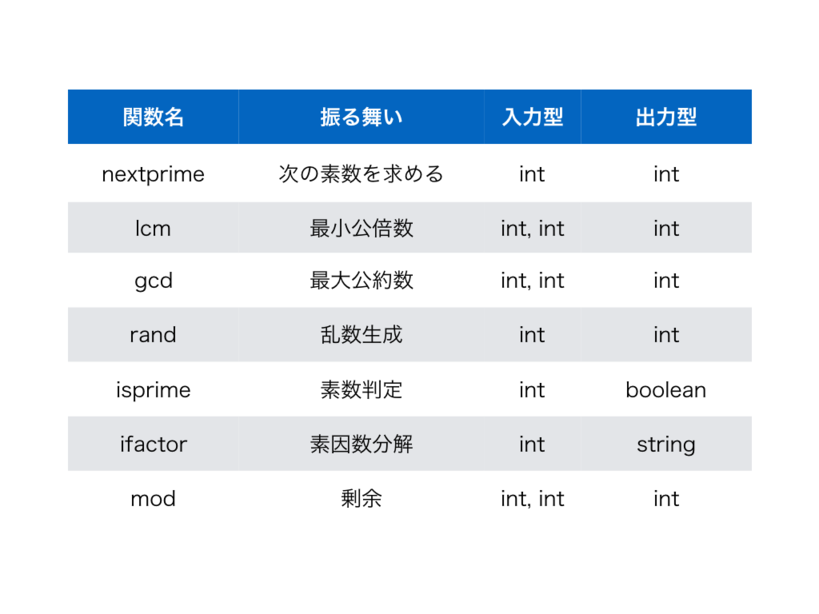 関数名 振る舞い 入力型 出力型
nextprime 次の素数を求める int int
lcm 最小公倍数 int, int int
gcd 最大公約数 int, int int
rand 乱数生成 int int
isprime 素数判定 int boolean
ifactor 素因数分解 int string
mod 剰余 int, int int